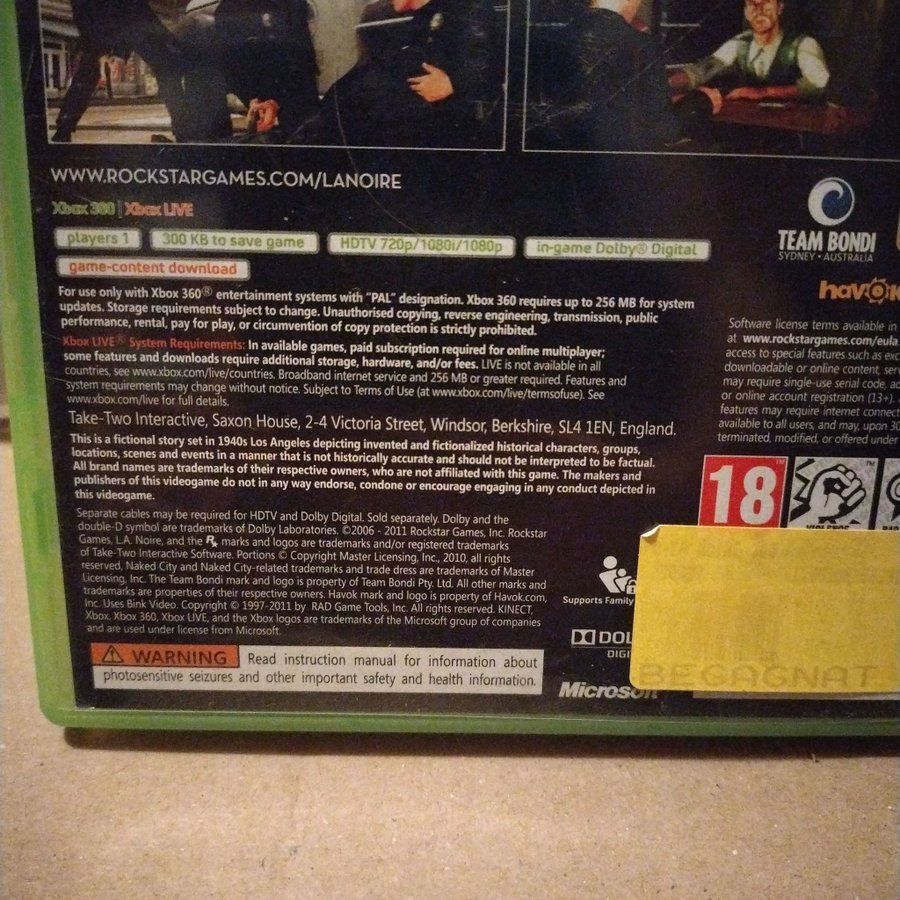 WWW.ROCKSTARGAMES.COM/LANOIRE
Xbox 360 | Xbox LIVE
players 1 300 KB to save game HDTV 720p/1080i/1080p in-game Dolby® Digital
game-content download
For use only with Xbox 360® entertainment systems with "PAL" designation. Xbox 360 requires up to 256 MB for system
updates. Storage requirements subject to change. Unauthorised copying, reverse engineering, transmission, public
performance, rental, pay for play, or circumvention of copy protection is strictly prohibited.
Xbox LIVE® System Requirements: In available games, paid subscription required for online multiplayer;
some features and downloads require additional storage, hardware, and/or fees. LIVE is not available in all
countries, see www.xbox.com/live/countries. Broadband internet service and 256 MB or greater required. Features and
system requirements may change without notice. Subject to Terms of Use (at www.xbox.com/live/termsofuse). See
www.xbox.com/live for full details.
Take-Two Interactive, Saxon House, 2-4 Victoria Street, Windsor, Berkshire, SL4 1EN, England.
This is a fictional story set in 1940s Los Angeles depicting invented and fictionalized historical characters, groups,
locations, scenes and events in a manner that is not historically accurate and should not be interpreted to be factual.
All brand names are trademarks of their respective owners, who are not affiliated with this game. The makers and
publishers of this videogame do not in any way endorse, condone or encourage engaging in any conduct depicted in
this videogame.
Separate cables may be required for HDTV and Dolby Digital. Sold separately. Dolby and the
double-D symbol are trademarks of Dolby Laboratories. ©2006 - 2011 Rockstar Games, Inc. Rockstar
Games, L.A. Noire, and the R* marks and logos are trademarks and/or registered trademarks
of Take-Two Interactive Software. Portions © Copyright Master Licensing, Inc., 2010, all rights
reserved, Naked City and Naked City-related trademarks and trade dress are trademarks of Master
Licensing, Inc. The Team Bondi mark and logo is property of Team Bondi Pty. Ltd. All other marks and
trademarks are properties of their respective owners. Havok mark and logo is property of Havok.com,
Inc. Uses Bink Video. Copyright © 1997-2011 by RAD Game Tools, Inc. All rights reserved. KINECT,
Xbox, Xbox 360, Xbox LIVE, and the Xbox logos are trademarks of the Microsoft group of companies
and are used under license from Microsoft.
WARNING Read instruction manual for information about
photosensitive seizures and other important safety and health information.
TEAM BONDI
SYDNEY • AUSTRALIA
Software license terms available in
at www.rockstargames.com/eula
access to special features such as
downloadable or online content,
may require single-use serial code,
or online account registration (13+).
features may require internet
available to all users, and may, upon 30
terminated, modified, or offered under
18
VIOLENCE
Supports Family
Microsoft
BEGAGNAT